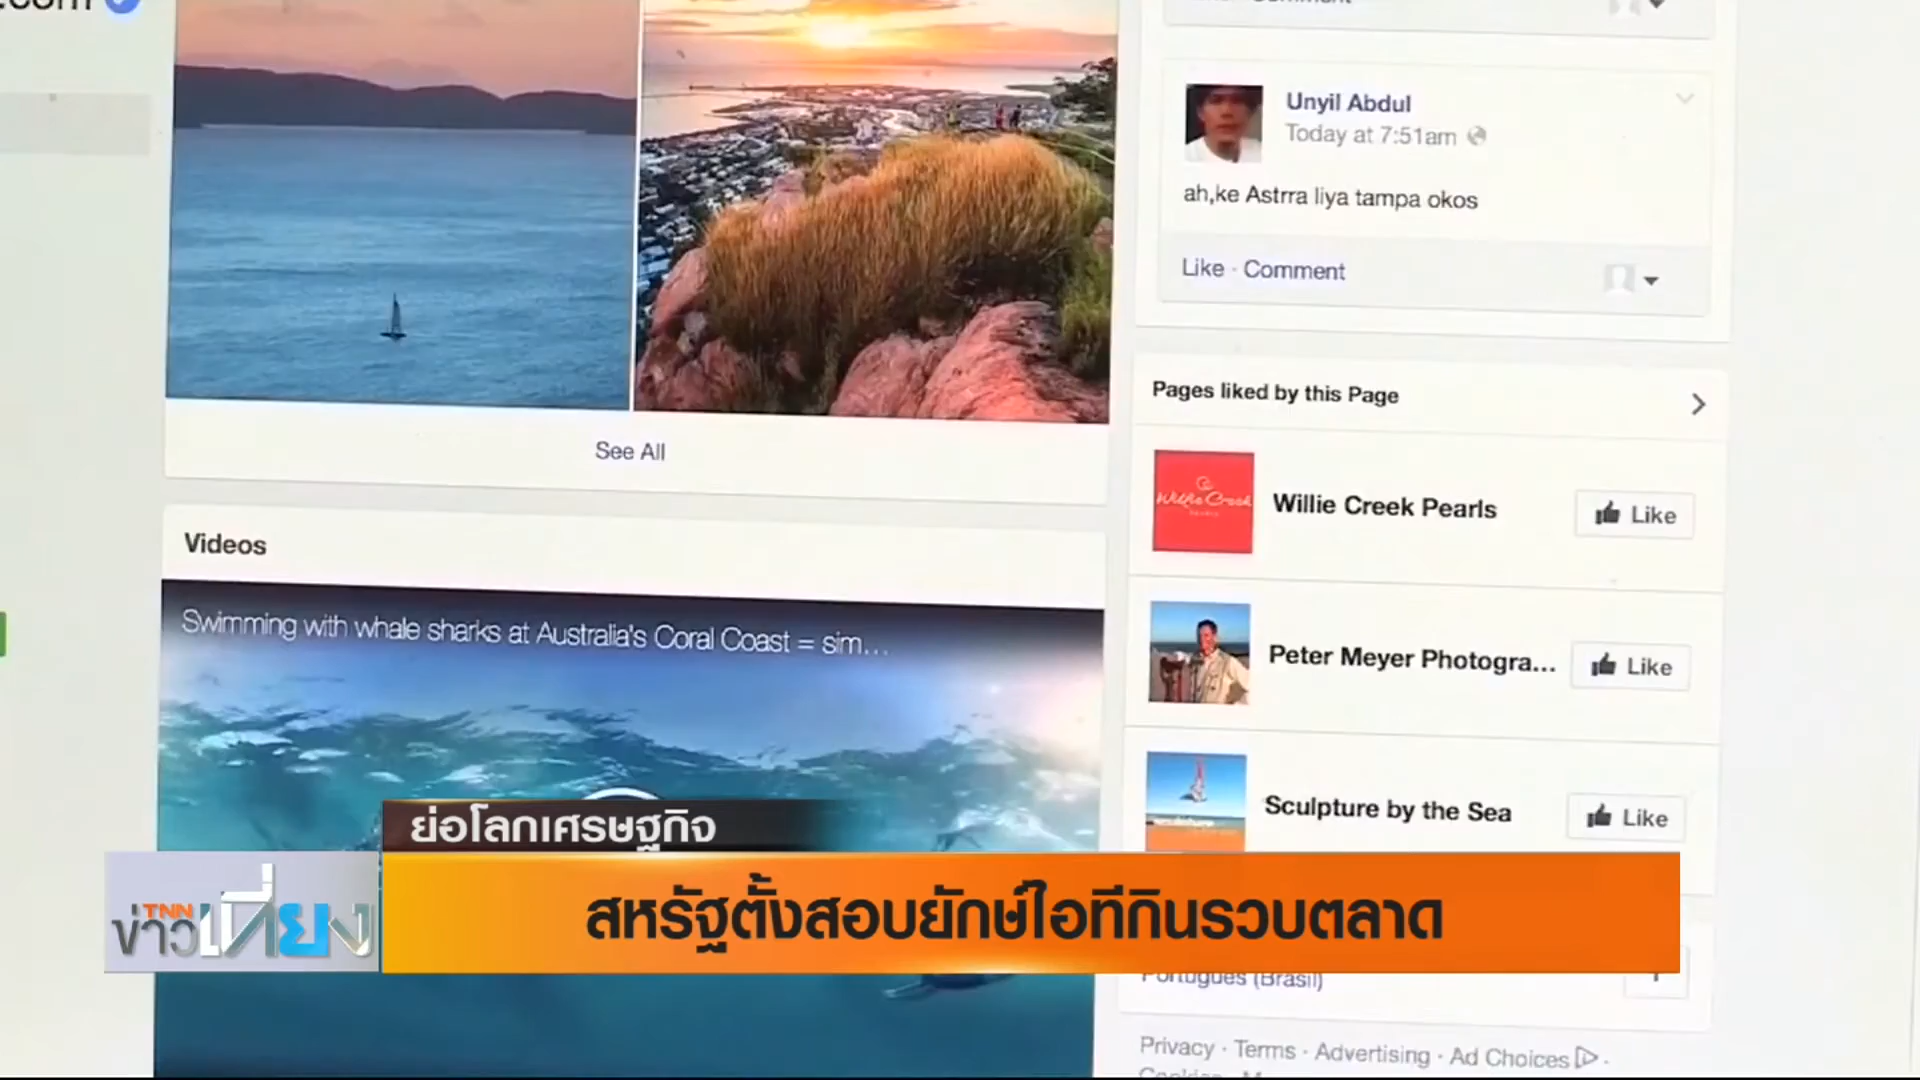 Unyil Abdul
Today at 7:51am
ah,ke Astrra liya tampa okos
Like · Comment
See All
Pages liked by this Page
Willie Creek Pearls
Like
Videos
Swimming with whale sharks at Australia's Coral Coast = sim...
Peter Meyer Photogra...
Like
Sculpture by the Sea
Like
ย่อโลกเศรษฐกิจ
TNN
ข่าวเที่ยง
สหรัฐตั้งสอบยักษ์ไอทีกินรวบตลาด
Português (Brasil)
Privacy · Terms · Advertising · Ad Choices